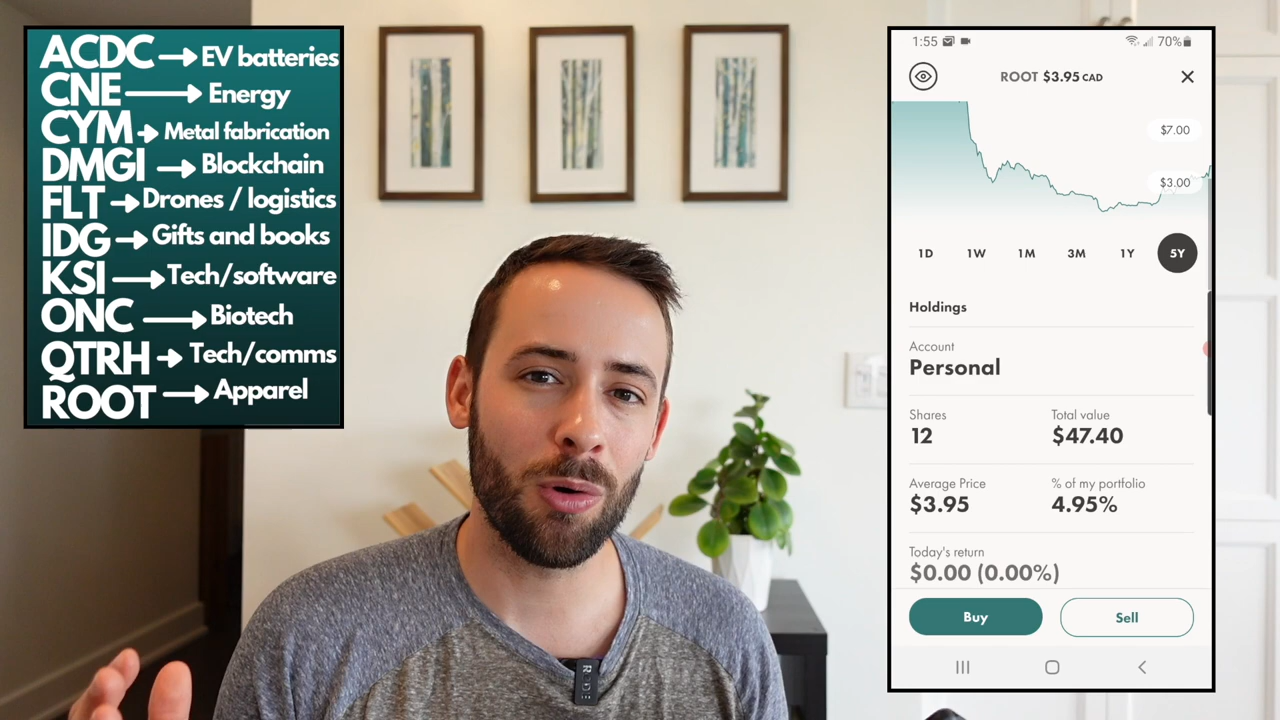 ACDC → EV batteries
CNE → Energy
CYM → Metal fabrication
DMGI → Blockchain
FLT → Drones / logistics
IDG → Gifts and books
KSI → Tech/software
ONC → Biotech
QTRH → Tech/comms
ROOT → Apparel
1:55 70%
ROOT $3.95 CAD
$7.00
$3.00
1D 1W 1M 3M 1Y 5Y
Holdings
Account
Personal
Shares Total value
12 $47.40
Average Price % of my portfolio
$3.95 4.95%
Today's return
$0.00 (0.00%)
Buy Sell
RODE